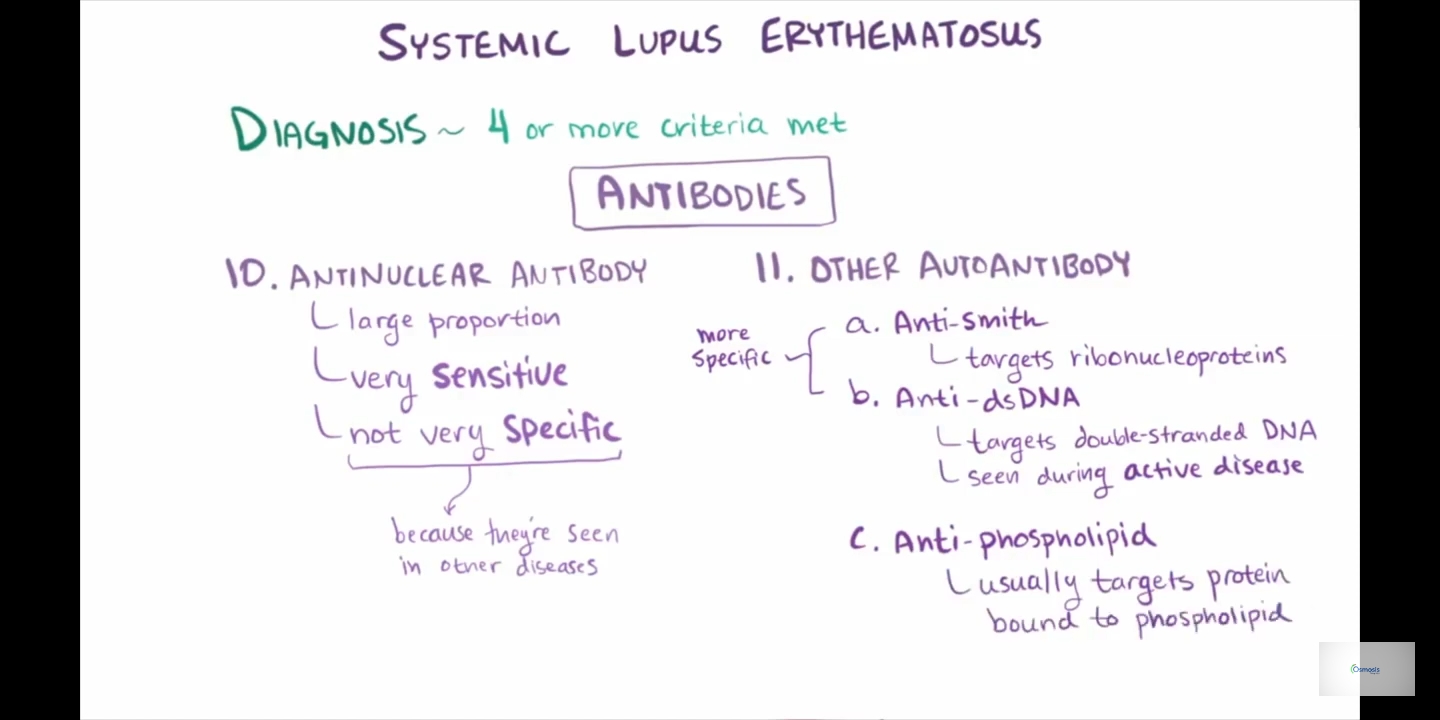 SYSTEMIC LUPUS ERYTHEMATOSUS
DIAGNOSIS ~ 4 or more criteria met
ANTIBODIES
10. ANTINUCLEAR ANTIBODY
large proportion
very sensitive
not very specific
because they're seen
in other diseases
11. OTHER AUTOANTIBODY
more
specific
a. Anti-smith
targets ribonucleoproteins
b. Anti-dsDNA
targets double-stranded DNA
seen during active disease
c. Anti-phospholipid
usually targets protein
bound to phospholipid
Osmosis